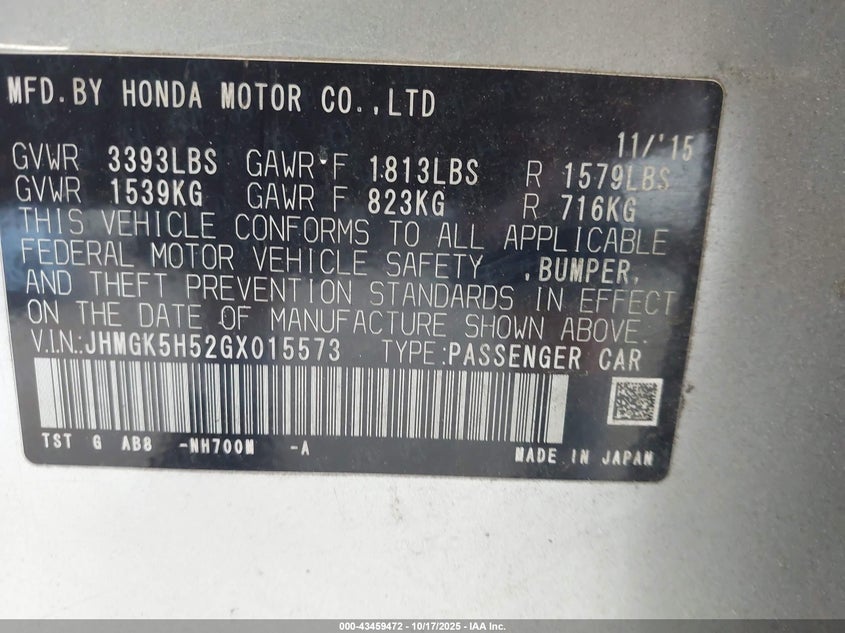 MFD.BY HONDA MOTOR CO.,LTD
11/'15
GVWR 3393LBS GAWR F 1813LBS R 1579LBS
GVWR 1539KG GAWR F 823KG R 716KG
THIS VEHICLE CONFORMS TO ALL APPLICABLE
FEDERAL MOTOR VEHICLE SAFETY ,BUMPER,
AND THEFT PREVENTION STANDARDS IN EFFECT
ON THE DATE OF MANUFACTURE SHOWN ABOVE.
V.I.N.:JHMGK5H52GX015573 TYPE:PASSENGER CAR
TST G AB8 -NH700M -A MADE IN JAPAN
000-43459472 - 10/17/2025 - IAA Inc.